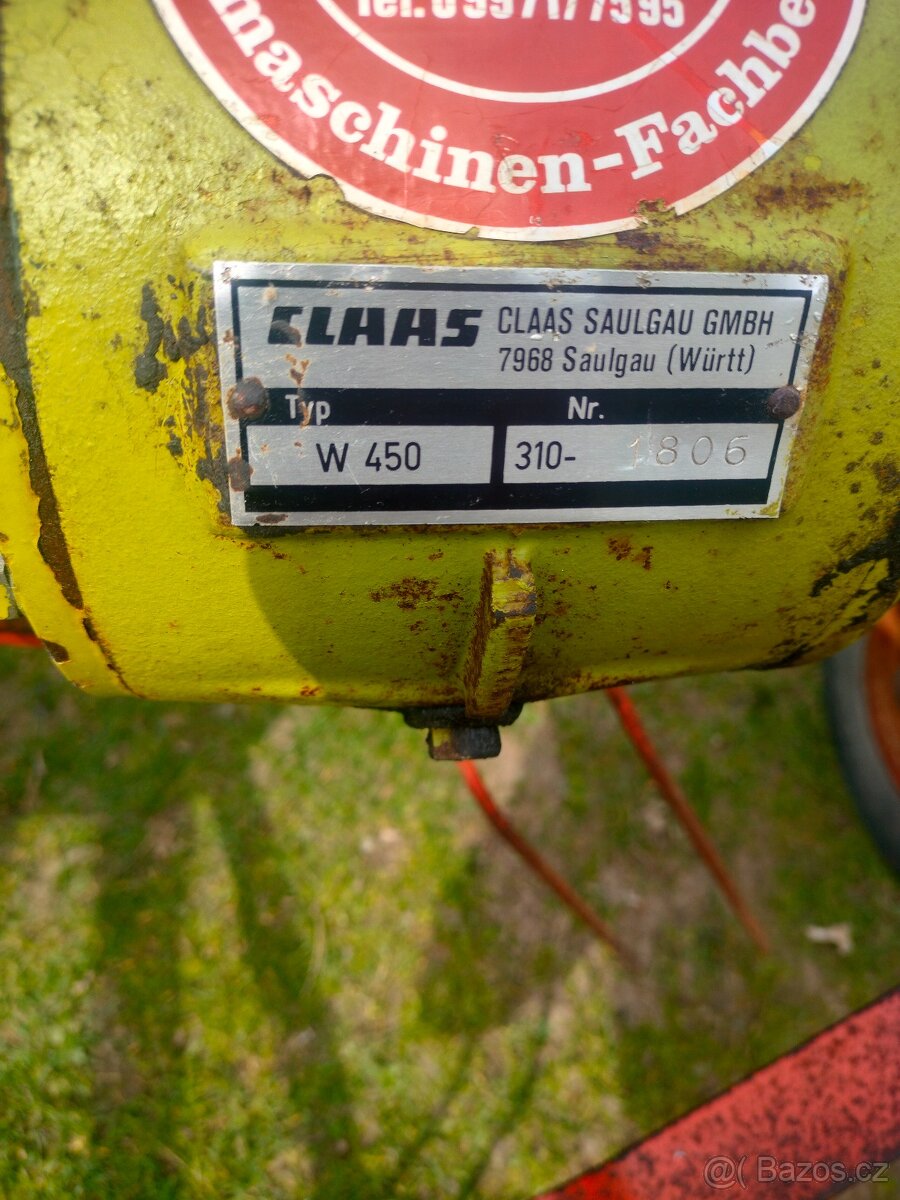 maschinen-Fachbe
CLAAS
CLAAS SAULGAU GMBH
7968 Saulgau (Württ)
Typ
Nr.
W 450
310- 1806
@( Bazos.cz